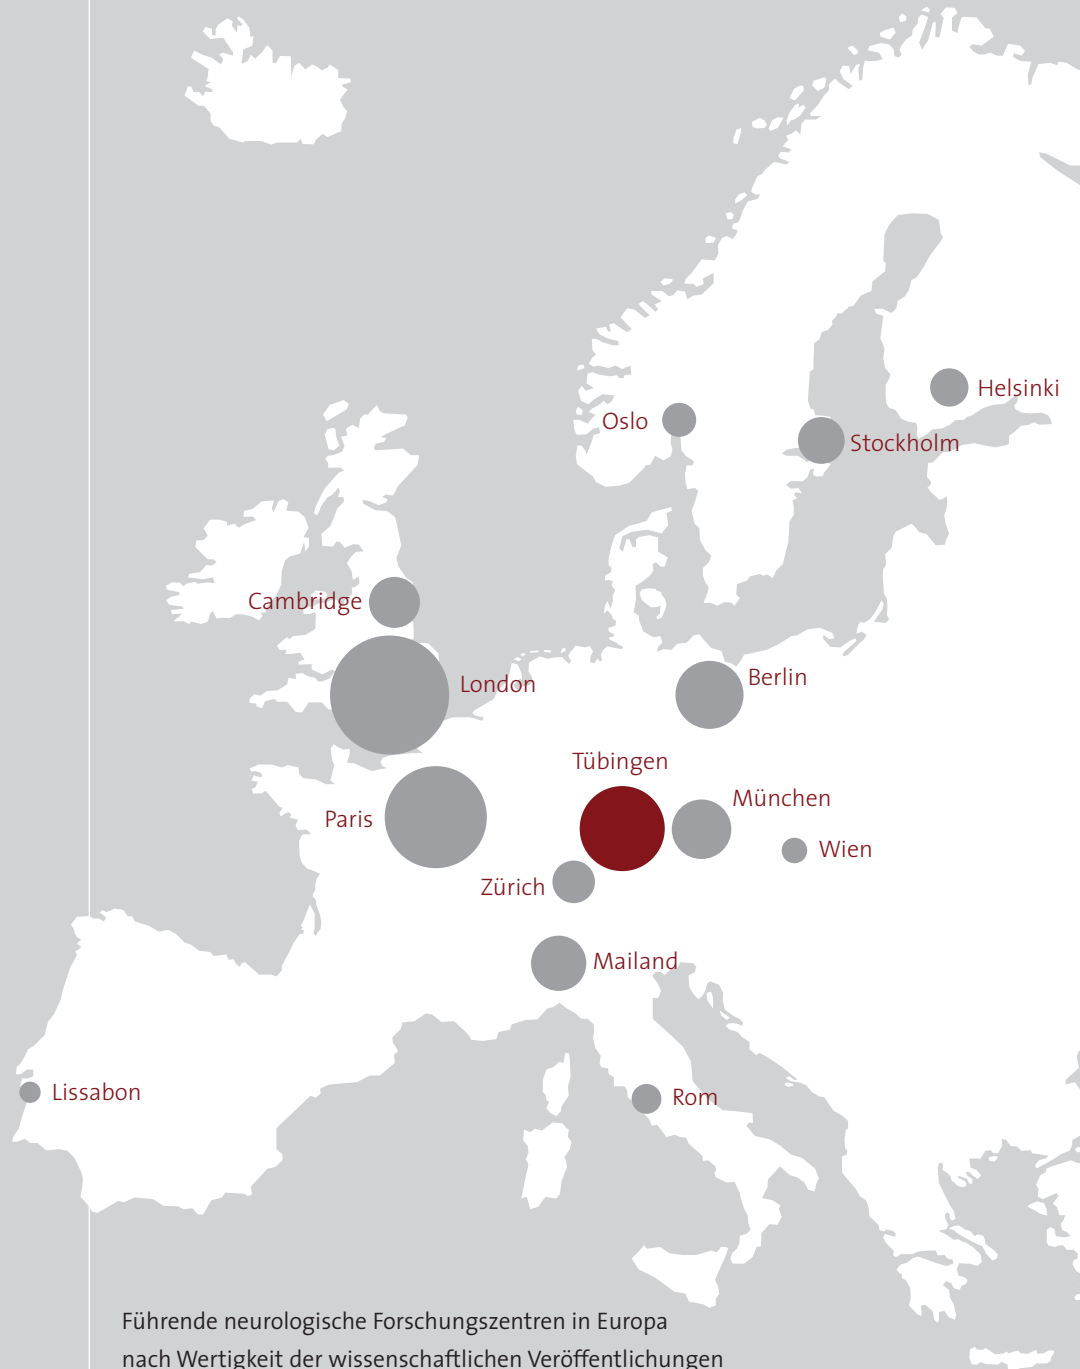 Helsinki
Oslo
Stockholm
Cambridge
London
Berlin
Tübingen
München
Paris
Wien
Zürich
Mailand
Lissabon
Rom
Führende neurologische Forschungszentren in Europa
nach Wertigkeit der wissenschaftlichen Veröffentlichungen